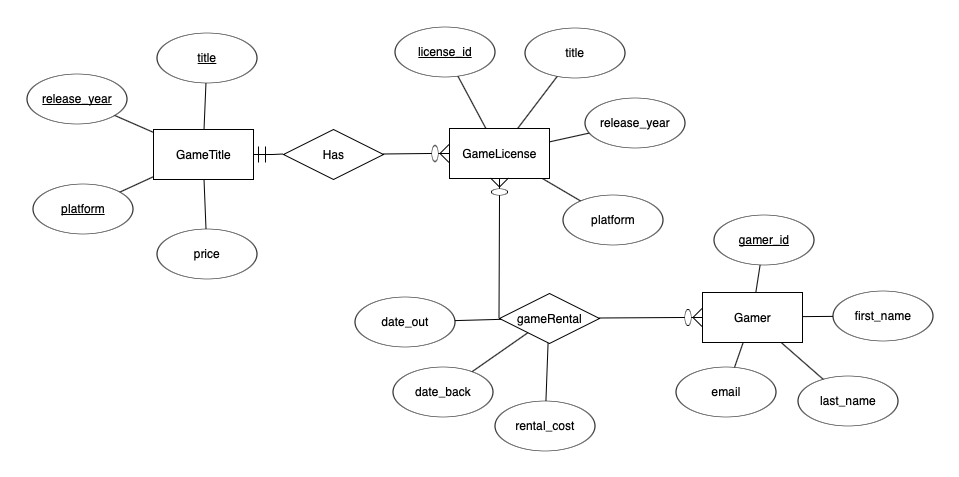 title
release_year
GameTitle
platform
price
Has
license_id
title
release_year
GameLicense
platform
gamer_id
date_out
gameRental
Gamer
first_name
date_back
rental_cost
email
last_name